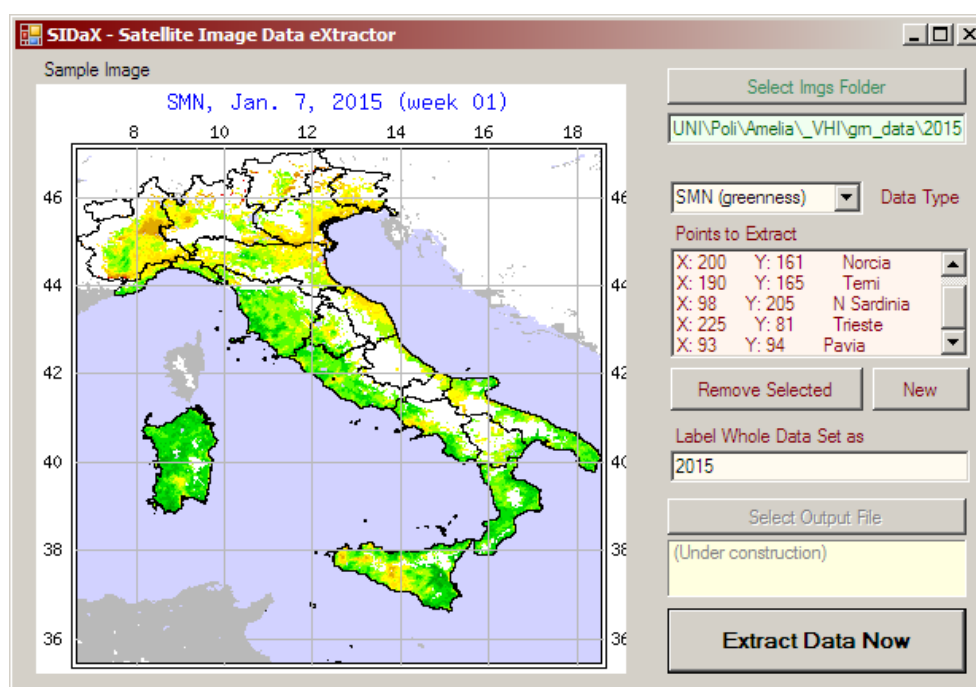 SIDaX - Satellite Image Data eXtractor
Sample Image
SMN, Jan. 7, 2015 (week 01)
8 10 12 14 16 18
46 46
44 44
42 42
40 40
38 38
36 36
Select Imgs Folder
UNI\Poli\Amelia\_VHI\gm_data\2015
SMN (greenness) Data Type
Points to Extract
X: 200 Y: 161 Norcia
X: 190 Y: 165 Terni
X: 98 Y: 205 N Sardinia
X: 225 Y: 81 Trieste
X: 93 Y: 94 Pavia
Remove Selected New
Label Whole Data Set as
2015
Select Output File
(Under construction)
Extract Data Now